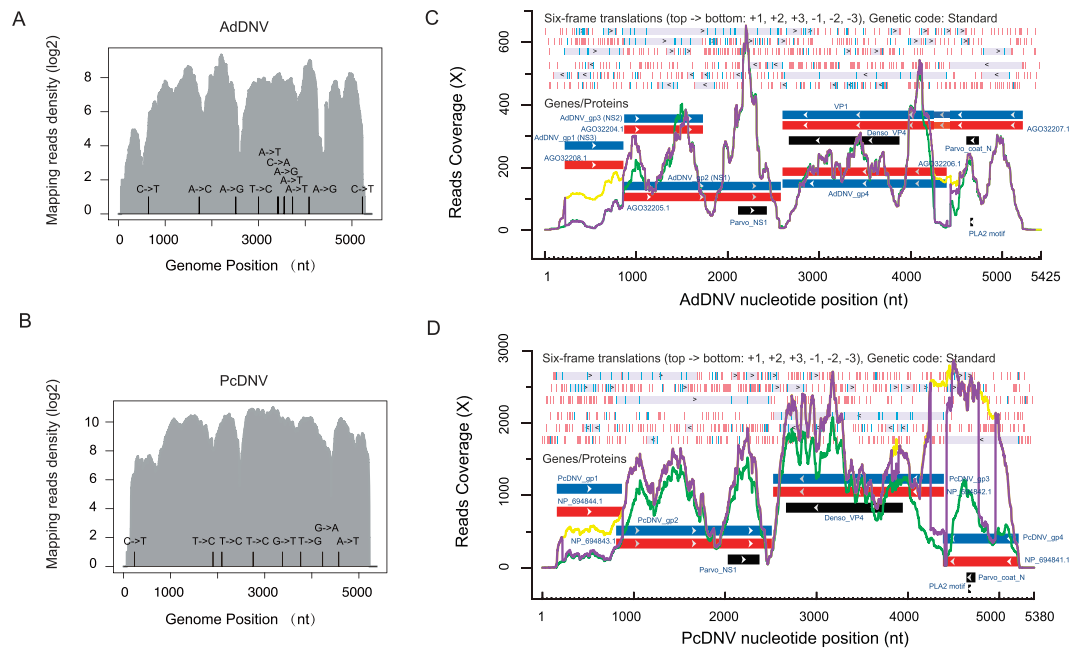 A
AdDNV
Mapping reads density (log2)
8
6
4
2
0
A->T
C->A
A->G
A->T
C->T
A->C
A->G
T->C
A->T
A->G
C->T
0
1000
3000
5000
Genome Position （nt）
B
PcDNV
Mapping reads density (log2)
10
8
6
4
2
0
G->A
C->T
T->C
T->C
T->C
G->T
T->G
A->T
0
1000
3000
5000
Genome Position （nt）
C
Six-frame translations (top -> bottom: +1, +2, +3, -1, -2, -3), Genetic code: Standard
Reads Coverage (X)
600
400
200
0
Genes/Proteins
AdDNV_gp3 (NS2)
AGO32204.1
AdDNV_gp1 (NS3)
AGO32208.1
AdDNV_gp2 (NS1)
AGO32205.1
Parvo_NS1
VP1
AGO32207.1
Denso_VP4
Parvo_coat_N
AGO32206.1
AdDNV_gp4
PLA2 motif
1
1000
2000
3000
4000
5000
5425
AdDNV nucleotide position (nt)
D
Six-frame translations (top -> bottom: +1, +2, +3, -1, -2, -3), Genetic code: Standard
Reads Coverage (X)
3000
2000
1000
0
Genes/Proteins
PcDNV_gp1
NP_694844.1
PcDNV_gp2
NP_694843.1
Parvo_NS1
PcDNV_gp3
NP_694842.1
Denso_VP4
PcDNV_gp4
NP_694841.1
Parvo_coat_N
PLA2 motif
1
1000
2000
3000
4000
5000
5380
PcDNV nucleotide position (nt)